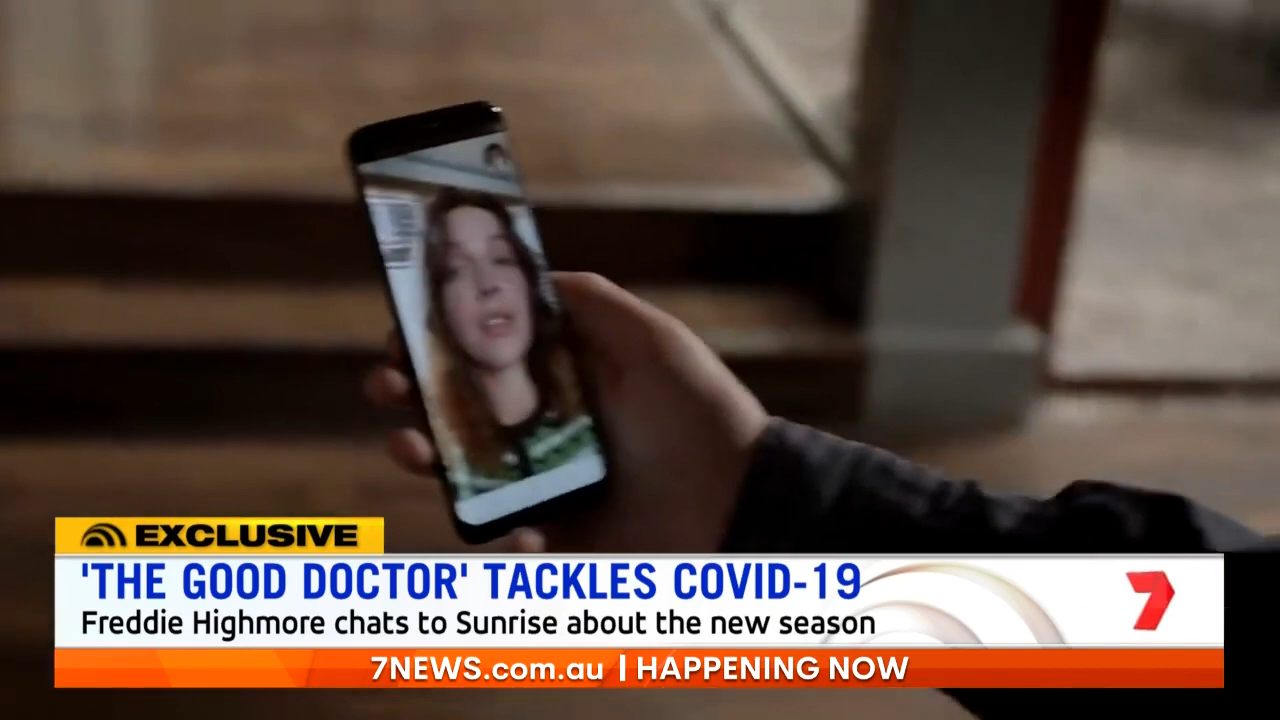 EXCLUSIVE
'THE GOOD DOCTOR' TACKLES COVID-19
Freddie Highmore chats to Sunrise about the new season
7
7NEWS.com.au | HAPPENING NOW